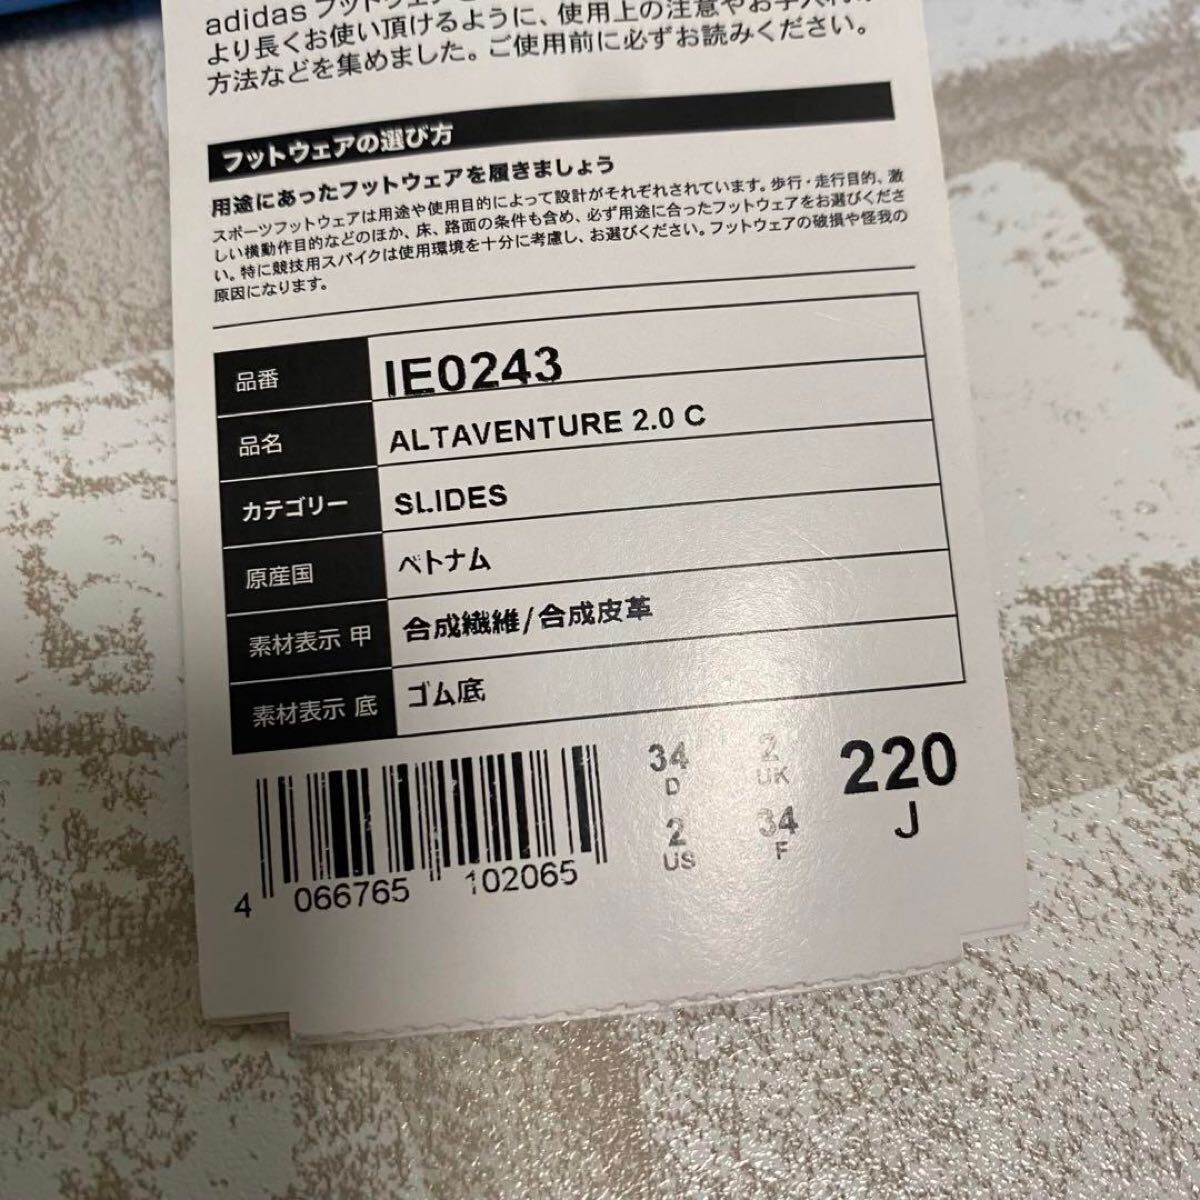 adidas フットウェアを
より長くお使い頂けるように、使用上の注意やお手入れの
方法などを集めました。ご使用前に必ずお読みください。
フットウェアの選び方
用途にあったフットウェアを履きましょう
スポーツフットウェアは用途や使用目的によって設計がそれぞれされています。歩行・走行目的、激
しい横動作目的などのほか、床、路面の条件も含め、必ず用途に合ったフットウェアをお選びくださ
い。特に競技用スパイクは使用環境を十分に考慮し、お選びください。フットウェアの破損や怪我の
原因になります。
品番 IE0243
品名 ALTAVENTURE 2.0 C
カテゴリー SLIDES
原産国 ベトナム
素材表示 甲 合成繊維/合成皮革
素材表示 底 ゴム底
34 2 220
D UK J
2 34
US F
4 066765 102065